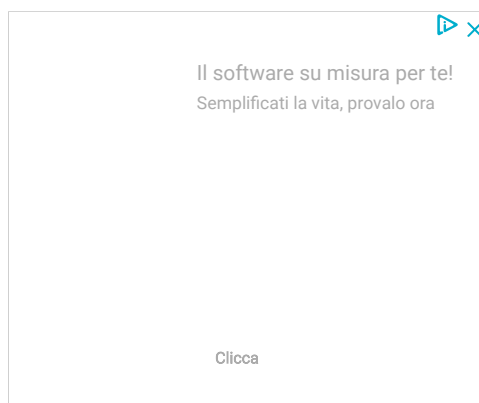 Il software su misura per te!
Semplificati la vita, provalo ora
Clicca